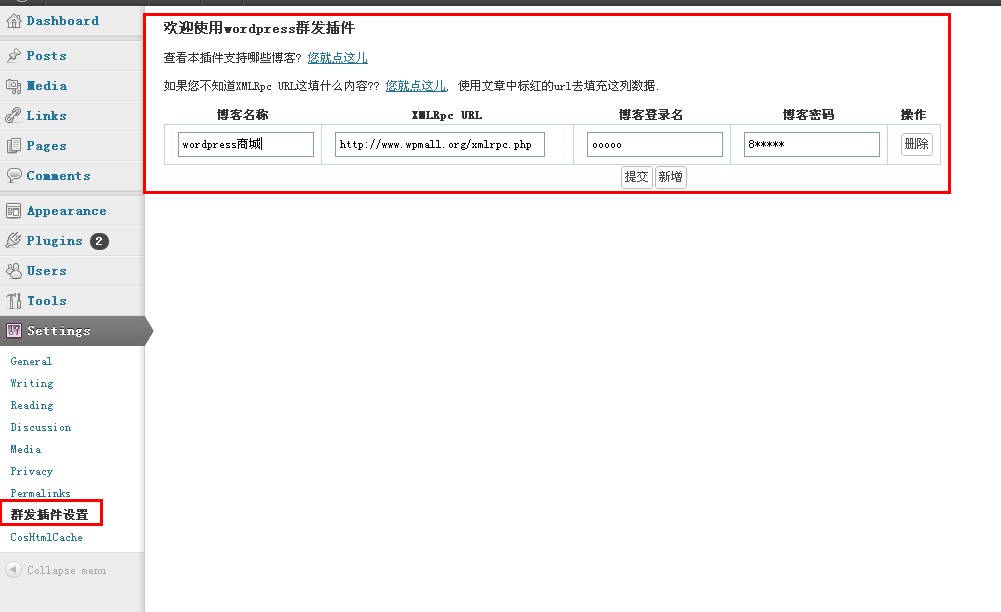 Dashboard
Posts
Media
Links
Pages
Comments
Appearance
Plugins 2
Users
Tools
Settings
General
Writing
Reading
Discussion
Media
Privacy
Permalinks
群发插件设置
CosHtmlCache
Collapse menu
欢迎使用wordpress群发插件
查看本插件支持哪些博客? 您就点这儿
如果您不知道XMLRpc URL这填什么内容?? 您就点这儿, 使用文章中标红的url去填充这列数据.
博客名称 XMLRpc URL 博客登录名 博客密码 操作
wordpress商城 http://www.wpmall.org/xmlrpc.php ooooo 8***** 删除
提交 新增